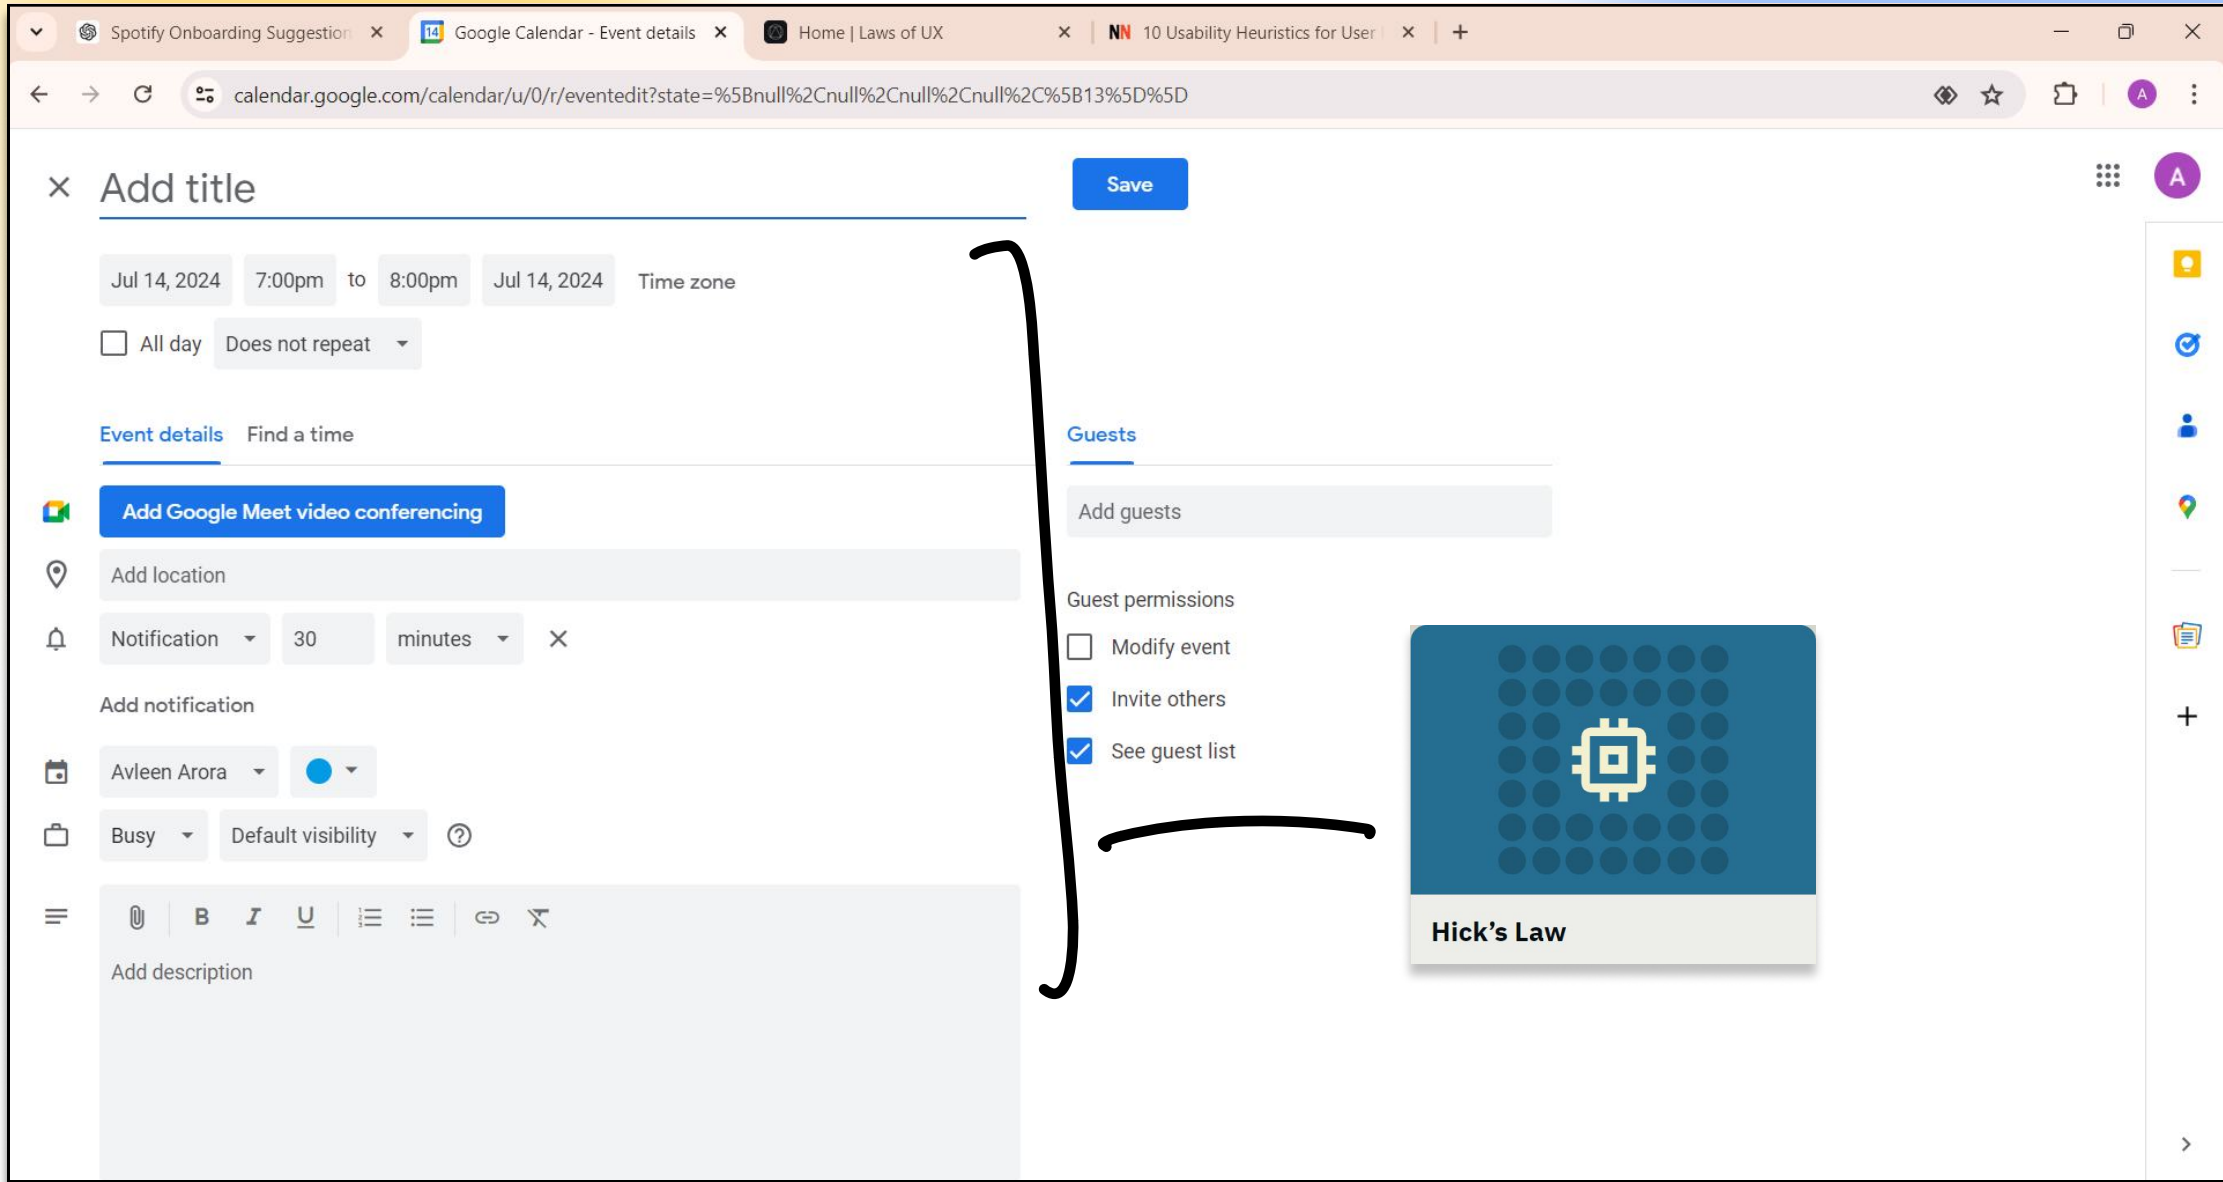 Spotify Onboarding Suggestion
14 Google Calendar - Event details
Home | Laws of UX
NN 10 Usability Heuristics for User
calendar.google.com/calendar/u/0/r/eventedit?state=%5Bnull%2Cnull%2Cnull%2Cnull%2C%5B13%5D%5D
A
Add title
Save
A
Jul 14, 2024 7:00pm to 8:00pm Jul 14, 2024 Time zone
All day Does not repeat
Event details Find a time
Guests
Add Google Meet video conferencing
Add guests
Add location
Guest permissions
Notification 30 minutes
Modify event
Invite others
Add notification
See guest list
Avleen Arora
Busy Default visibility ?
B I U
Hick's Law
Add description